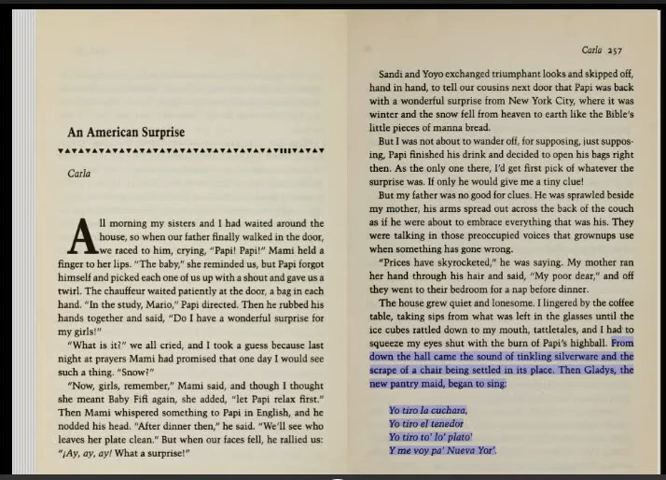 An American Surprise
Carla
All morning my sisters and I had waited around the
house, so when our father finally walked in the door,
we raced to him, crying, "Papi! Papi!" Mami held a
finger to her lips. "The baby," she reminded us, but Papi forgot
himself and picked each one of us up with a shout and gave us a
twirl. The chauffeur waited patiently at the door, a bag in each
hand. "In the study, Mario," Papi directed. Then he rubbed his
hands together and said, "Do I have a wonderful surprise for
my girls!"
"What is it?" we all cried, and I took a guess because last
night at prayers Mami had promised that one day I would see
such a thing. "Snow?"
"Now, girls, remember," Mami said, and though I thought
she meant Baby Fifi again, she added, "let Papi relax first."
Then Mami whispered something to Papi in English, and he
nodded his head. "After dinner then," he said. "We'll see who
leaves her plate clean." But when our faces fell, he rallied us:
"¡Ay, ay, ay! What a surprise!"
Carla 257
Sandi and Yoyo exchanged triumphant looks and skipped off,
hand in hand, to tell our cousins next door that Papi was back
with a wonderful surprise from New York City, where it was
winter and the snow fell from heaven to earth like the Bible's
little pieces of manna bread.
But I was not about to wander off, for supposing, just suppos-
ing, Papi finished his drink and decided to open his bags right
then. As the only one there, I'd get first pick of whatever the
surprise was. If only he would give me a tiny clue!
But my father was no good for clues. He was sprawled beside
my mother, his arms spread out across the back of the couch
as if he were about to embrace everything that was his. They
were talking in those preoccupied voices that grownups use
when something has gone wrong.
"Prices have skyrocketed," he was saying. My mother ran
her hand through his hair and said, "My poor dear," and off
they went to their bedroom for a nap before dinner.
The house grew quiet and lonesome. I lingered by the coffee
table, taking sips from what was left in the glasses until the
ice cubes rattled down to my mouth, tattletales, and I had to
squeeze my eyes shut with the burn of Papi's highball. From
down the hall came the sound of tinkling silverware and the
scrape of a chair being settled in its place. Then Gladys, the
new pantry maid, began to sing:
Yo tiro la cuchara,
Yo tiro el tenedor
Yo tiro to' lo' plato'
Y me voy pa' Nueva Yor'.